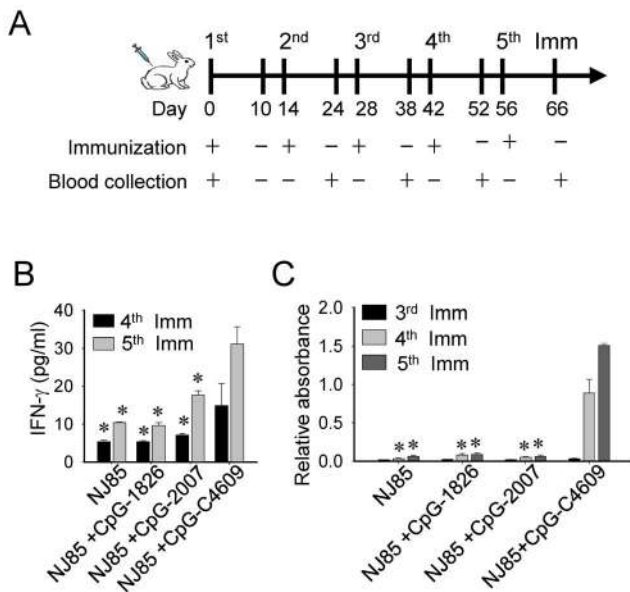 A
1st 2nd 3rd 4th 5th Imm
Day 0 10 14 24 28 38 42 52 56 66
Immunization + − + − + − + − + −
Blood collection + − − + − + − + − +
B
IFN-γ (pg/ml)
40
30
20
10
0
4th Imm
5th Imm
* * * * * *
NJ85
NJ85 +CpG-1826
NJ85 +CpG-2007
NJ85 +CpG-C4609
C
Relative absorbance
2.0
1.5
1.0
0.5
0.0
3rd Imm
4th Imm
5th Imm
** ** **
NJ85
NJ85 +CpG-1826
NJ85 +CpG-2007
NJ85+CpG-C4609